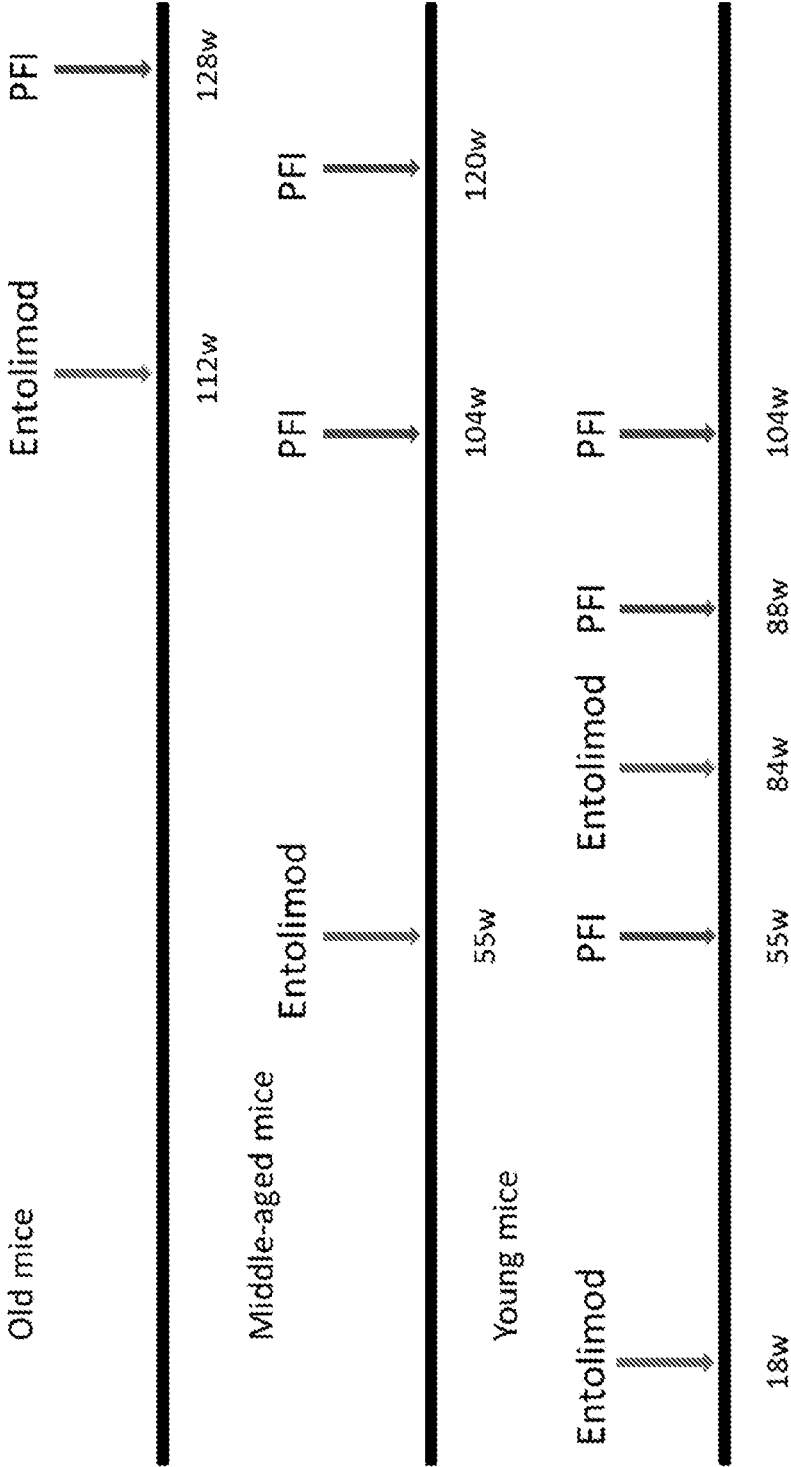 Old mice
Entolimod PFI
112w 128w
Middle-aged mice
Entolimod PFI PFI
55w 104w 120w
Young mice
Entolimod PFI Entolimod PFI PFI
18w 55w 84w 88w 104w